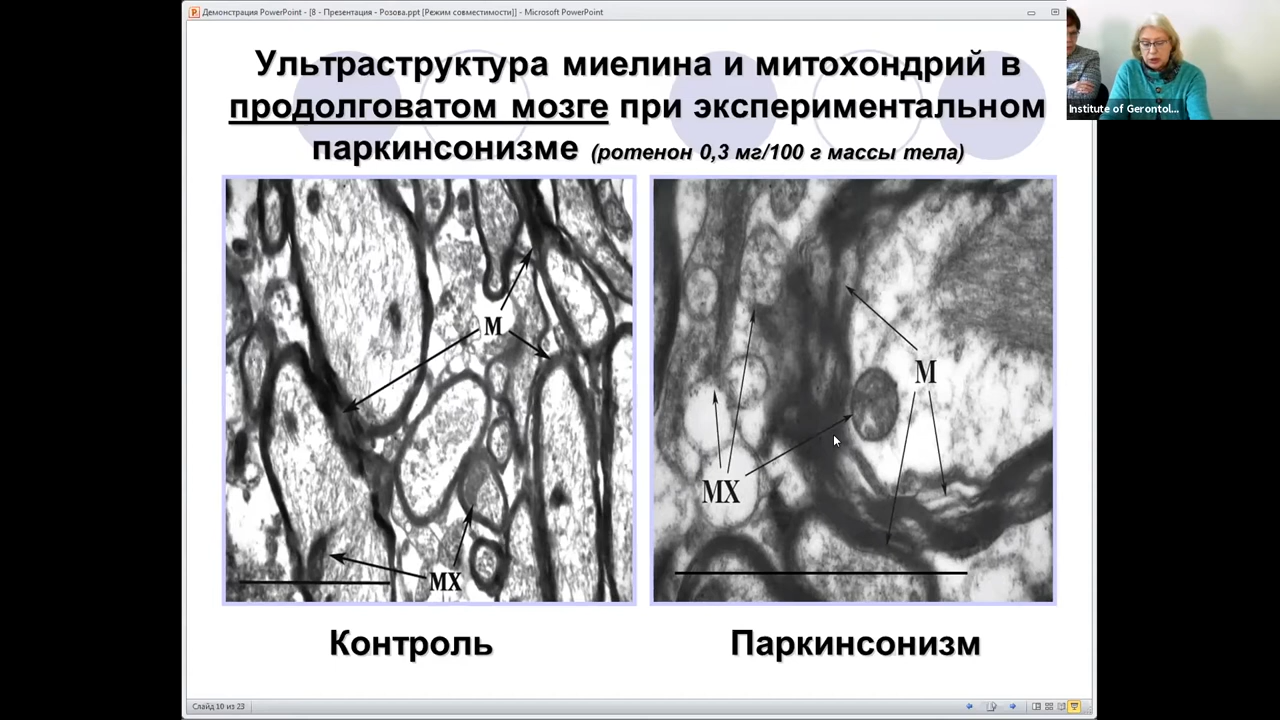 Демонстрация PowerPoint - [8 - Презентация - Розова.ppt [Режим совместимости]] - Microsoft PowerPoint
Ультраструктура миелина и митохондрий в
продолговатом мозге при экспериментальном
паркинсонизме (ротенон 0,3 мг/100 г массы тела)
Institute of Gerontol...
М
МХ
М
МХ
Контроль
Паркинсонизм
Слайд 10 из 23